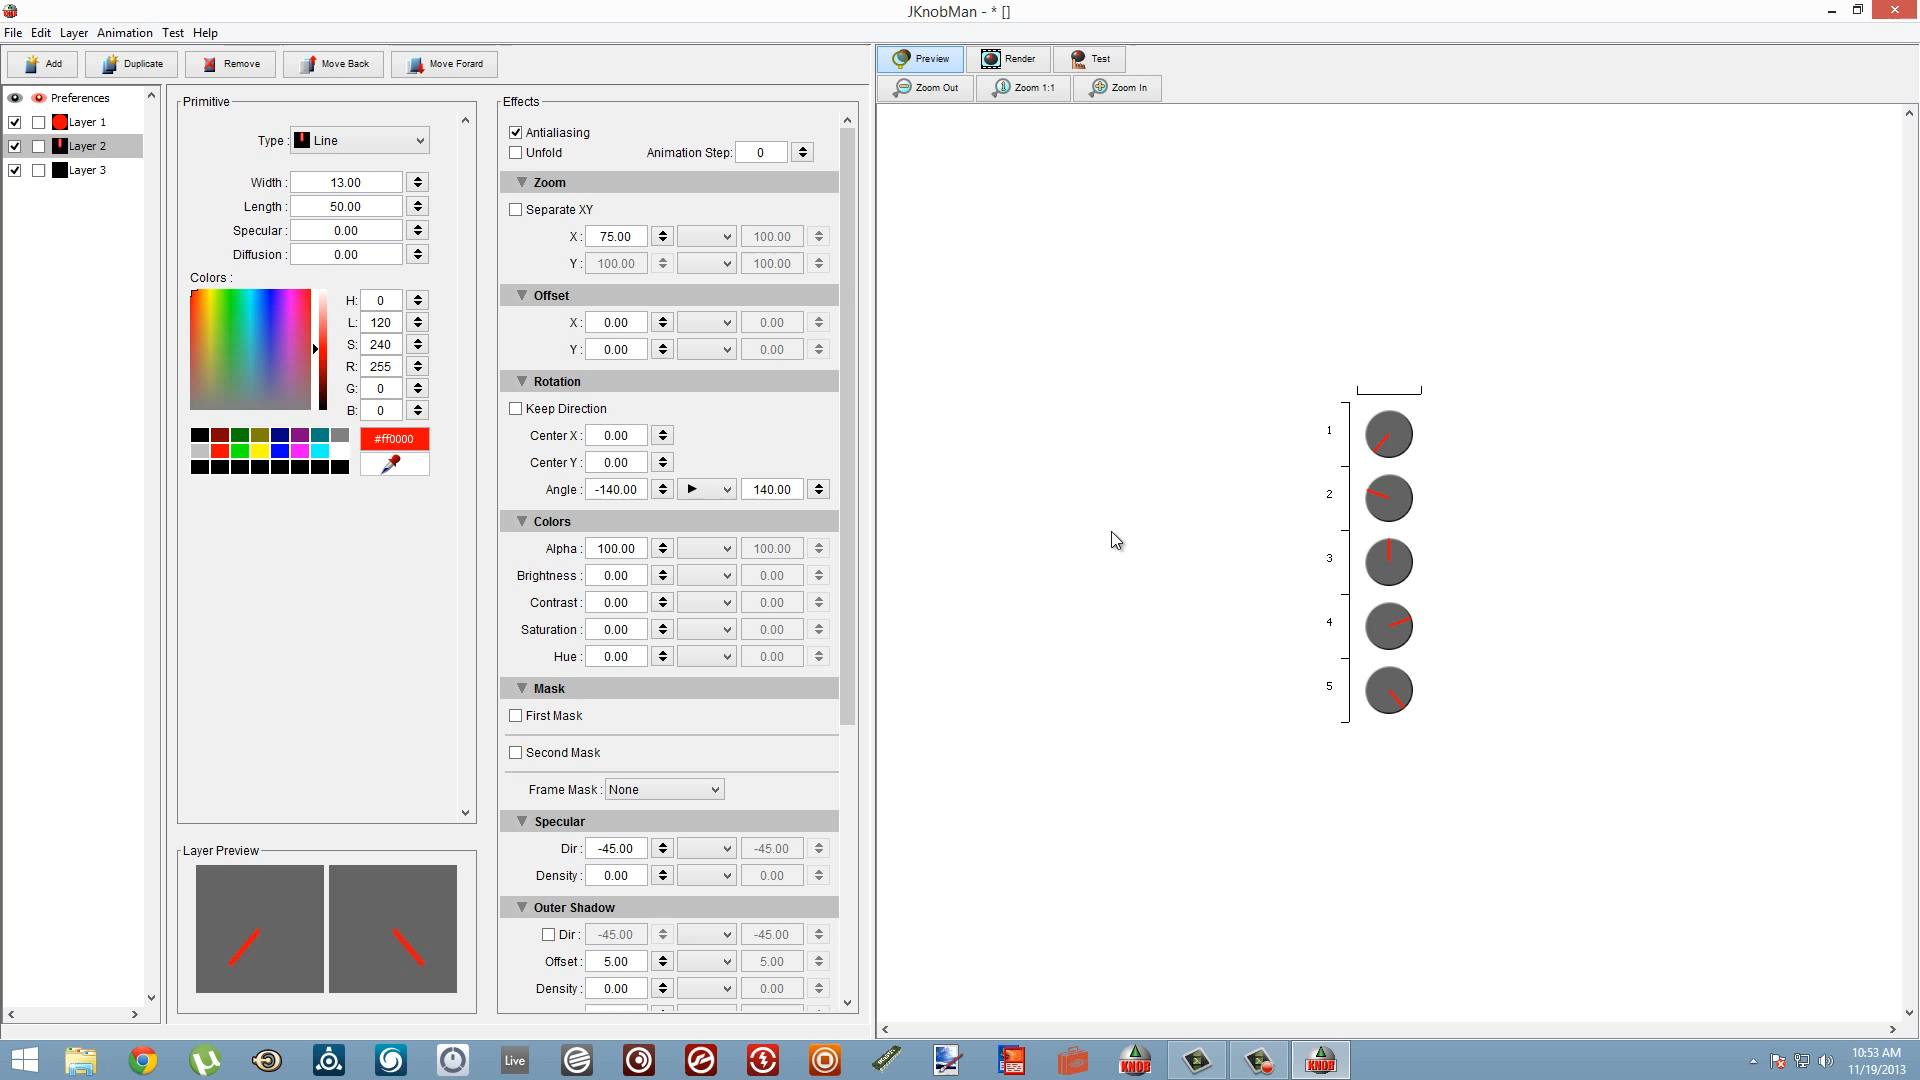 JKnobMan - * []
File Edit Layer Animation Test Help
Add Duplicate Remove Move Back Move Forard
Preview Render Test
Zoom Out Zoom 1:1 Zoom In
Preferences
Layer 1
Layer 2
Layer 3
Primitive
Type : Line
Width : 13.00
Length : 50.00
Specular : 0.00
Diffusion : 0.00
Colors :
H: 0
L: 120
S: 240
R: 255
G: 0
B: 0
#ff0000
Layer Preview
Effects
Antialiasing
Unfold Animation Step: 0
Zoom
Separate XY
X : 75.00 100.00
Y : 100.00 100.00
Offset
X : 0.00 0.00
Y : 0.00 0.00
Rotation
Keep Direction
Center X : 0.00
Center Y : 0.00
Angle : -140.00 140.00
Colors
Alpha : 100.00 100.00
Brightness : 0.00 0.00
Contrast : 0.00 0.00
Saturation : 0.00 0.00
Hue : 0.00 0.00
Mask
First Mask
Second Mask
Frame Mask : None
Specular
Dir : -45.00 -45.00
Density : 0.00 0.00
Outer Shadow
Dir : -45.00 -45.00
Offset : 5.00 5.00
Density : 0.00 0.00
1
2
3
4
5
Live
KNOB
KNOB
10:53 AM
11/19/2013